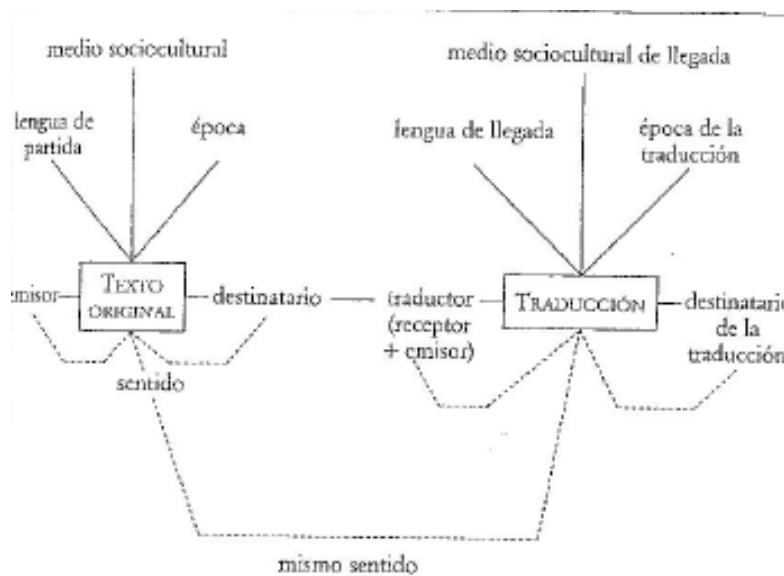 medio sociocultural
medio sociocultural de llegada
lengua de
partida
época
lengua de llegada
época de la
traducción
emisor
TEXTO
ORIGINAL
destinatario
traductor
(receptor
+ emisor)
TRADUCCIÓN
destinatario
de la
traducción
sentido
mismo sentido